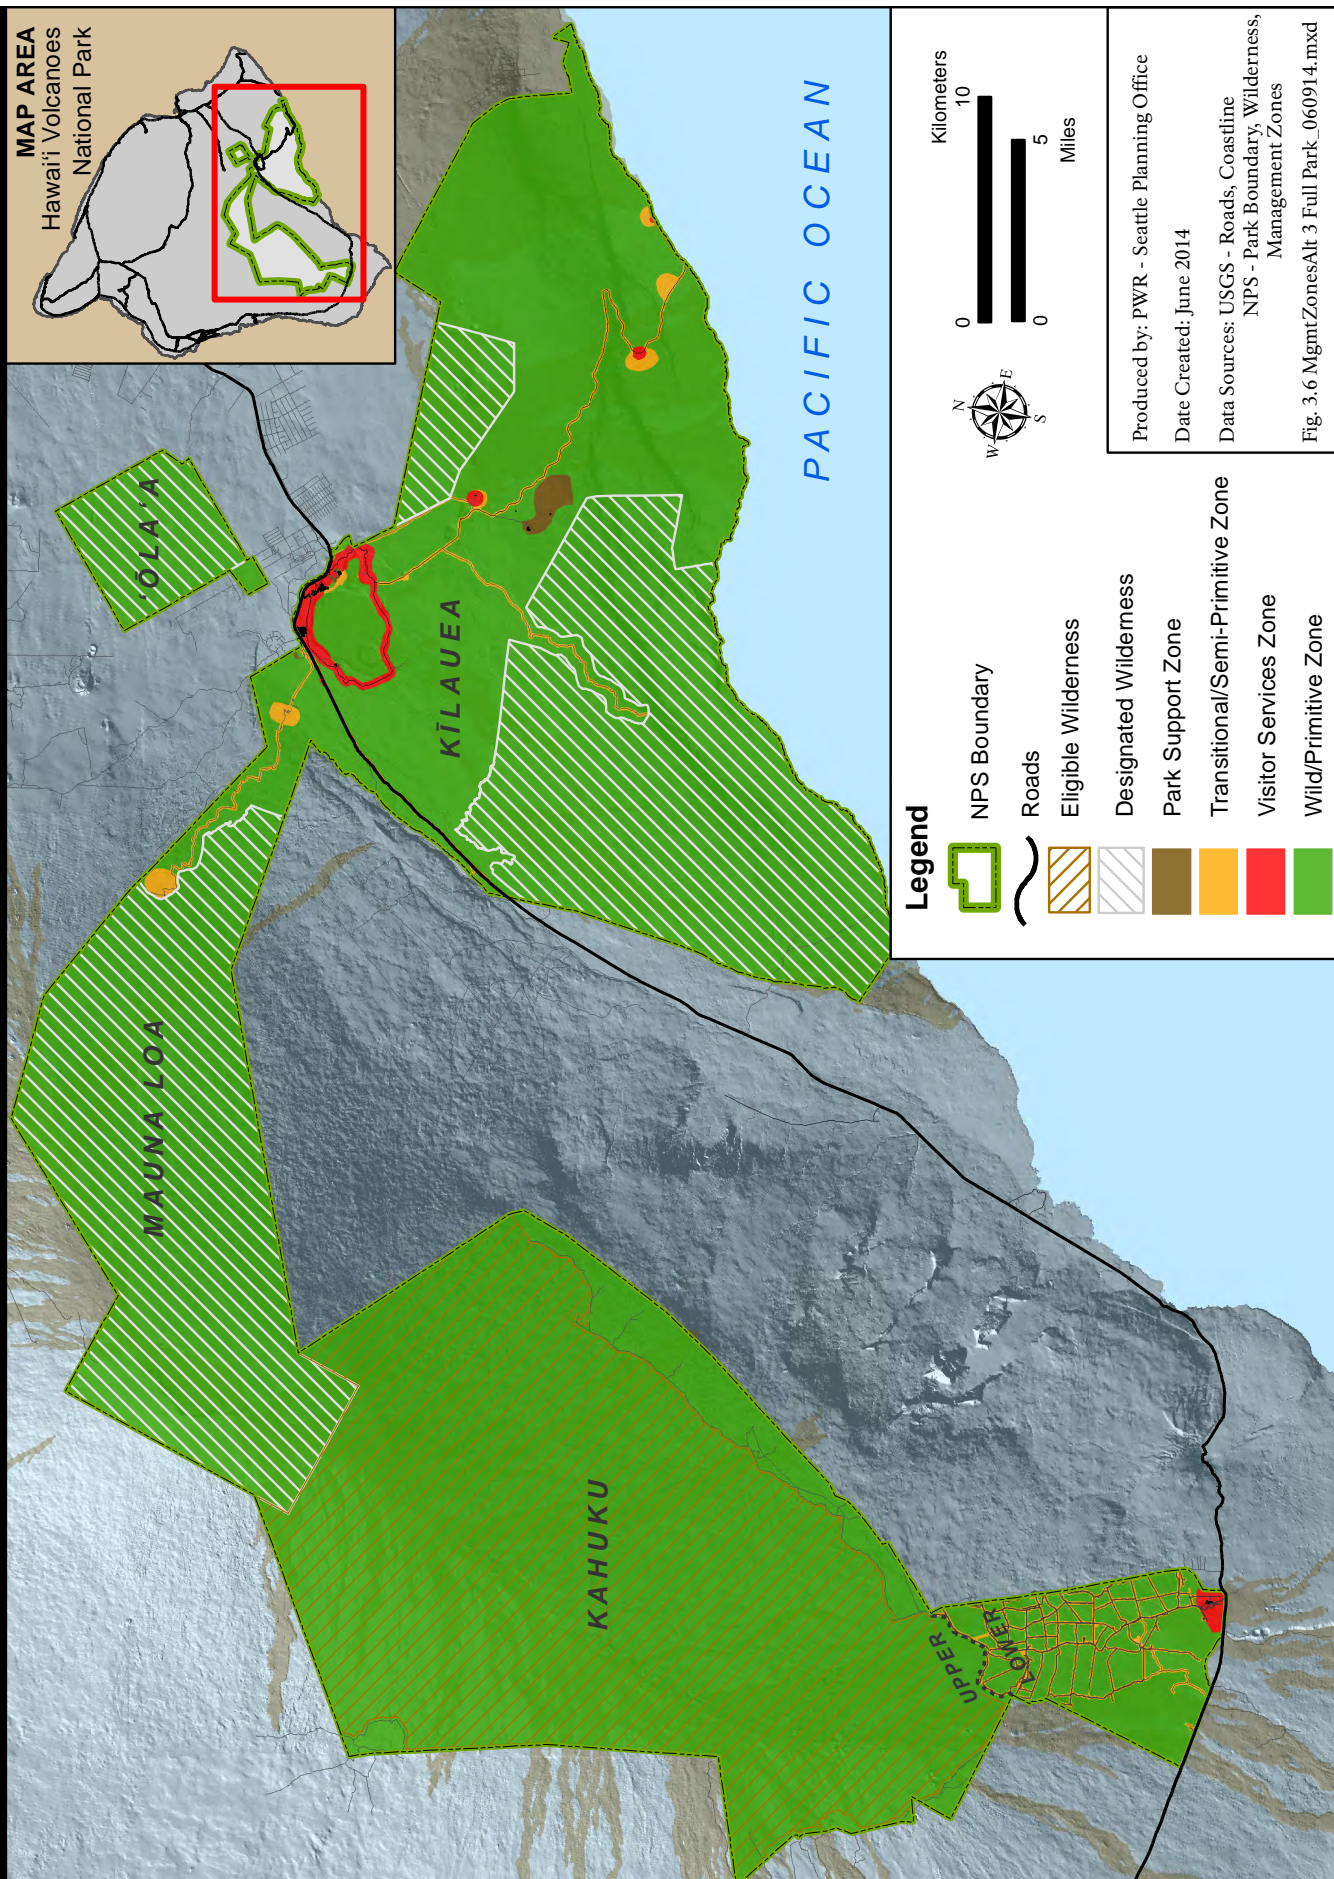 MAP AREA
Hawai‘i Volcanoes
National Park
‘ŌLA‘A
MAUNA LOA
KĪLAUEA
KAHUKU
UPPER
LOWER
PACIFIC OCEAN
Legend
NPS Boundary
Roads
Eligible Wilderness
Designated Wilderness
Park Support Zone
Transitional/Semi-Primitive Zone
Visitor Services Zone
Wild/Primitive Zone
N
W
E
S
Kilometers
0 10
0 5
Miles
Produced by: PWR - Seattle Planning Office
Date Created: June 2014
Data Sources: USGS - Roads, Coastline
NPS - Park Boundary, Wilderness,
Management Zones
Fig. 3.6 MgmtZonesAlt 3 Full Park_060914.mxd